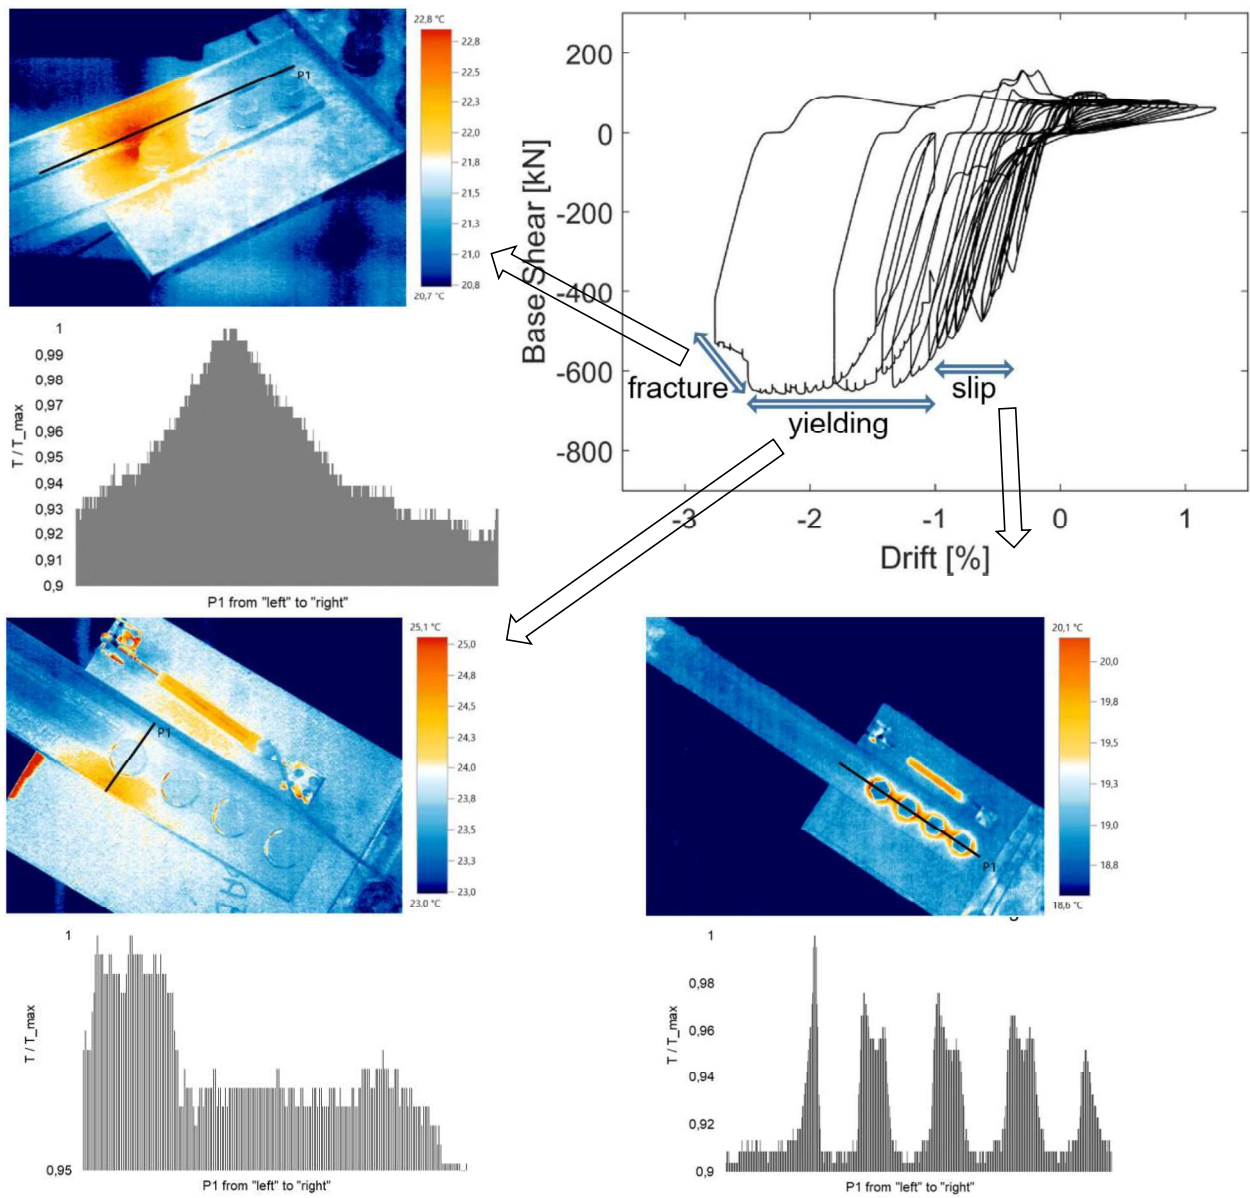 22,8 °C
22,8
22,5
22,3
22,0
21,8
21,5
21,3
21,0
20,8
20,7 °C
P1
200
0
-200
-400
-600
-800
Base Shear [kN]
-3
-2
-1
0
1
Drift [%]
fracture
yielding
slip
1
0,99
0,98
0,97
0,96
0,95
0,94
0,93
0,92
0,91
0,9
T / T_max
P1 from "left" to "right"
25,1 °C
25,0
24,8
24,5
24,3
24,0
23,8
23,5
23,3
23,0
23.0 °C
P1
20,1 °C
20,0
19,8
19,5
19,3
19,0
18,8
18,6 °C
P1
1
0,95
T / T_max
P1 from "left" to "right"
1
0,98
0,96
0,94
0,92
0,9
T / T_max
P1 from "left" to "right"